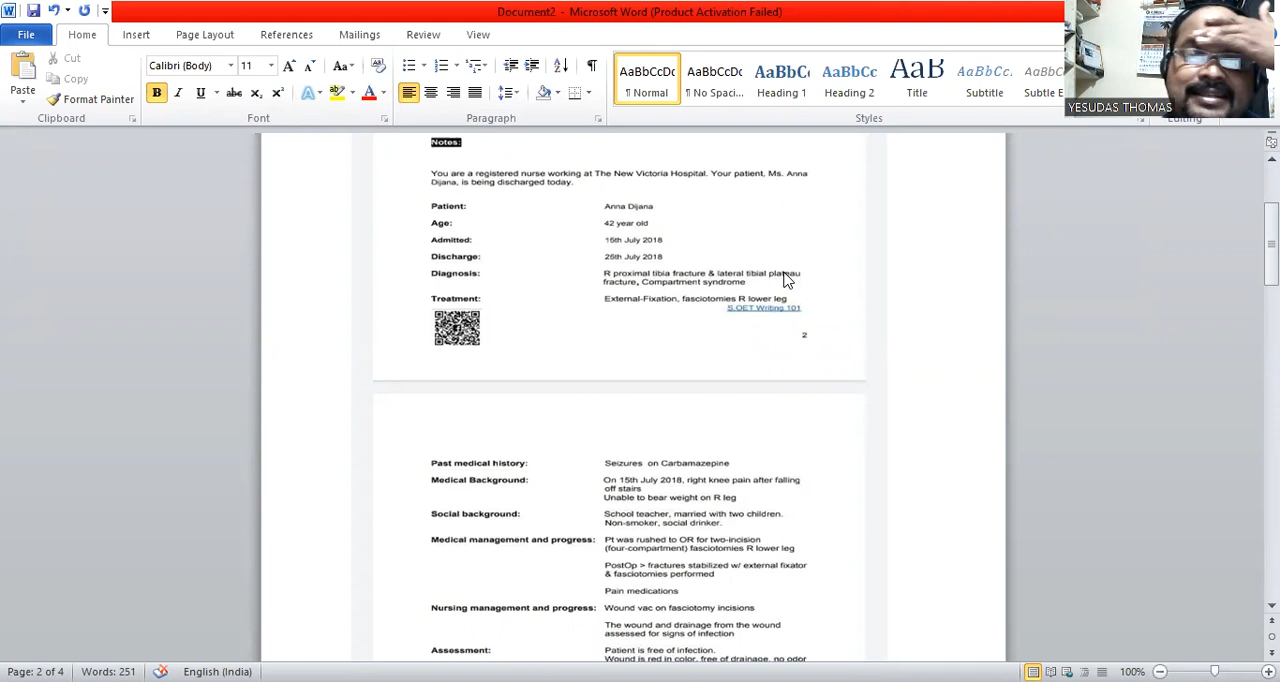 Document2 - Microsoft Word (Product Activation Failed)
File Home Insert Page Layout References Mailings Review View
Paste
Cut
Copy
Format Painter
Clipboard
Calibri (Body) 11
Font
Paragraph
AaBbCcDc AaBbCcDc AaBbCc AaBbCc AaB AaBbCc. AaBbCc
¶ Normal ¶ No Spaci... Heading 1 Heading 2 Title Subtitle Subtle E
Styles
Editing
YESUDAS THOMAS
Notes:
You are a registered nurse working at The New Victoria Hospital. Your patient, Ms. Anna
Dijana, is being discharged today.
Patient: Anna Dijana
Age: 42 year old
Admitted: 15th July 2018
Discharge: 25th July 2018
Diagnosis: R proximal tibia fracture & lateral tibial plateau
fracture, Compartment syndrome
Treatment: External-Fixation, fasciotomies R lower leg
S.OET Writing 101
2
Past medical history: Seizures on Carbamazepine
Medical Background: On 15th July 2018, right knee pain after falling
off stairs
Unable to bear weight on R leg
Social background: School teacher, married with two children.
Non-smoker, social drinker.
Medical management and progress: Pt was rushed to OR for two-incision
(four-compartment) fasciotomies R lower leg
PostOp > fractures stabilized w/ external fixator
& fasciotomies performed
Pain medications
Nursing management and progress: Wound vac on fasciotomy incisions
The wound and drainage from the wound
assessed for signs of infection
Assessment: Patient is free of infection.
Wound is red in color, free of drainage, no odor
Page: 2 of 4 Words: 251 English (India) 100%